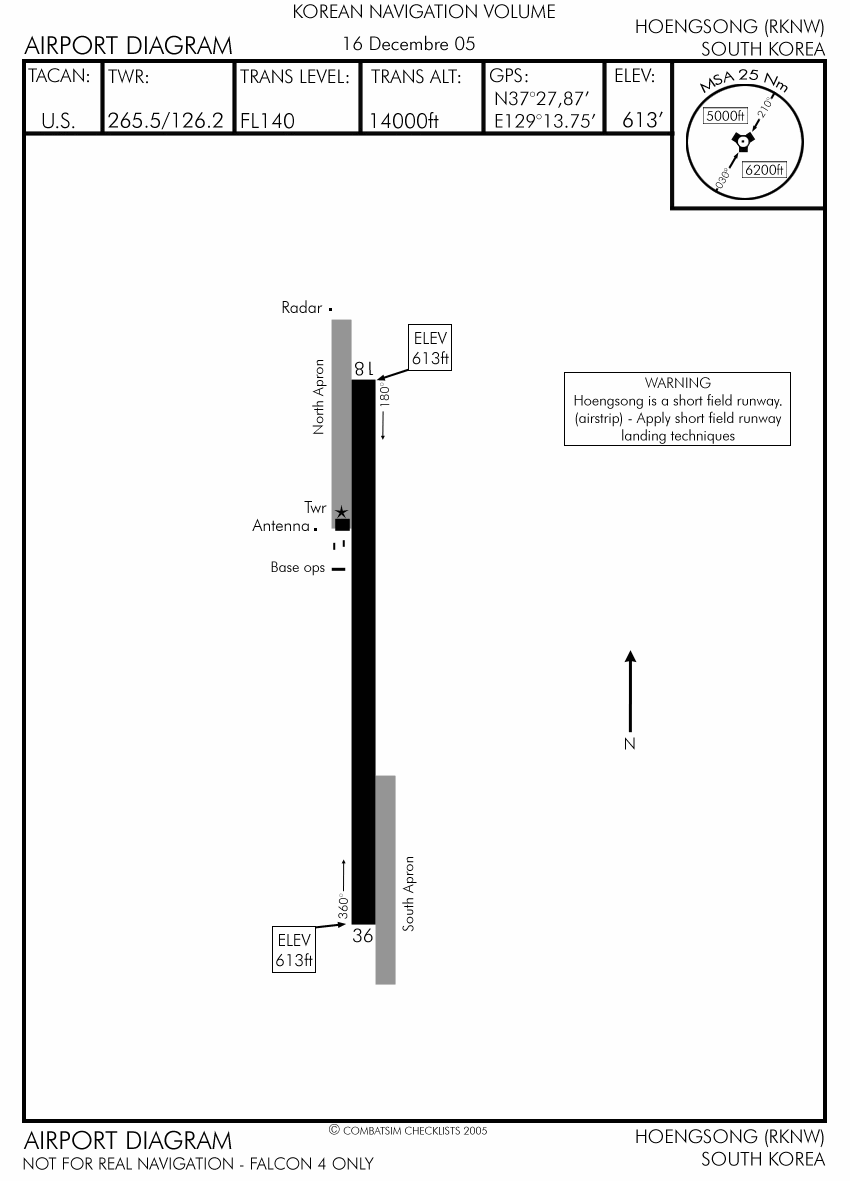 KOREAN NAVIGATION VOLUME
AIRPORT DIAGRAM
16 Decembre 05
HOENGSONG (RKNW)
SOUTH KOREA
TACAN:
U.S.
TWR:
265.5/126.2
TRANS LEVEL:
FL140
TRANS ALT:
14000ft
GPS:
N37°27,87’
E129°13.75’
ELEV:
613’
MSA 25 Nm
5000ft
210°
030°
6200ft
Radar
ELEV
613ft
18
180°
North Apron
WARNING
Hoengsong is a short field runway.
(airstrip) - Apply short field runway
landing techniques
Twr
Antenna
Base ops
N
South Apron
360°
36
ELEV
613ft
© COMBATSIM CHECKLISTS 2005
AIRPORT DIAGRAM
NOT FOR REAL NAVIGATION - FALCON 4 ONLY
HOENGSONG (RKNW)
SOUTH KOREA